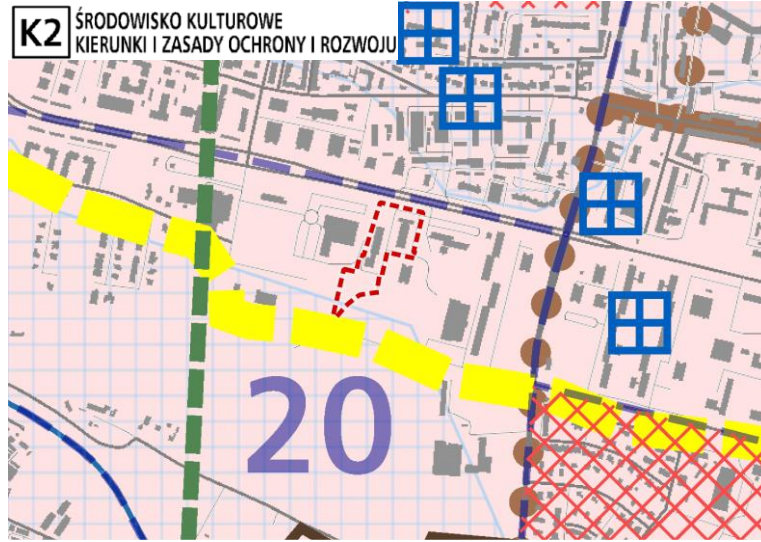 K2
ŚRODOWISKO KULTUROWE
KIERUNKI I ZASADY OCHRONY I ROZWOJU
20